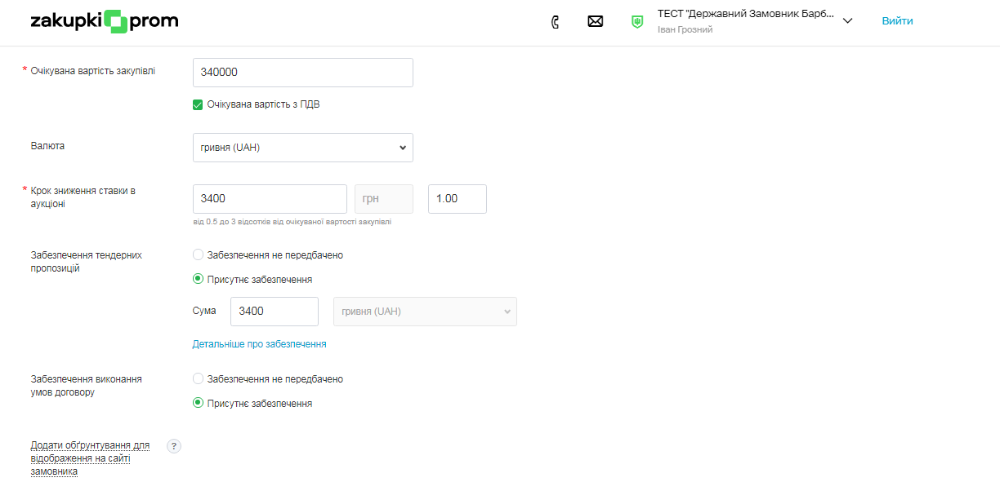 zakupki prom
ТЕСТ "Державний Замовник Барб...
Іван Грозний
Вийти
* Очікувана вартість закупівлі
340000
Очікувана вартість з ПДВ
Валюта
гривня (UAH)
* Крок зниження ставки в
аукціоні
3400
грн
1.00
від 0.5 до 3 відсотків від очікуваної вартості закупівлі
Забезпечення тендерних
пропозицій
Забезпечення не передбачено
Присутнє забезпечення
Сума
3400
гривня (UAH)
Детальніше про забезпечення
Забезпечення виконання
умов договору
Забезпечення не передбачено
Присутнє забезпечення
Додати обґрунтування для
відображення на сайті
замовника
?